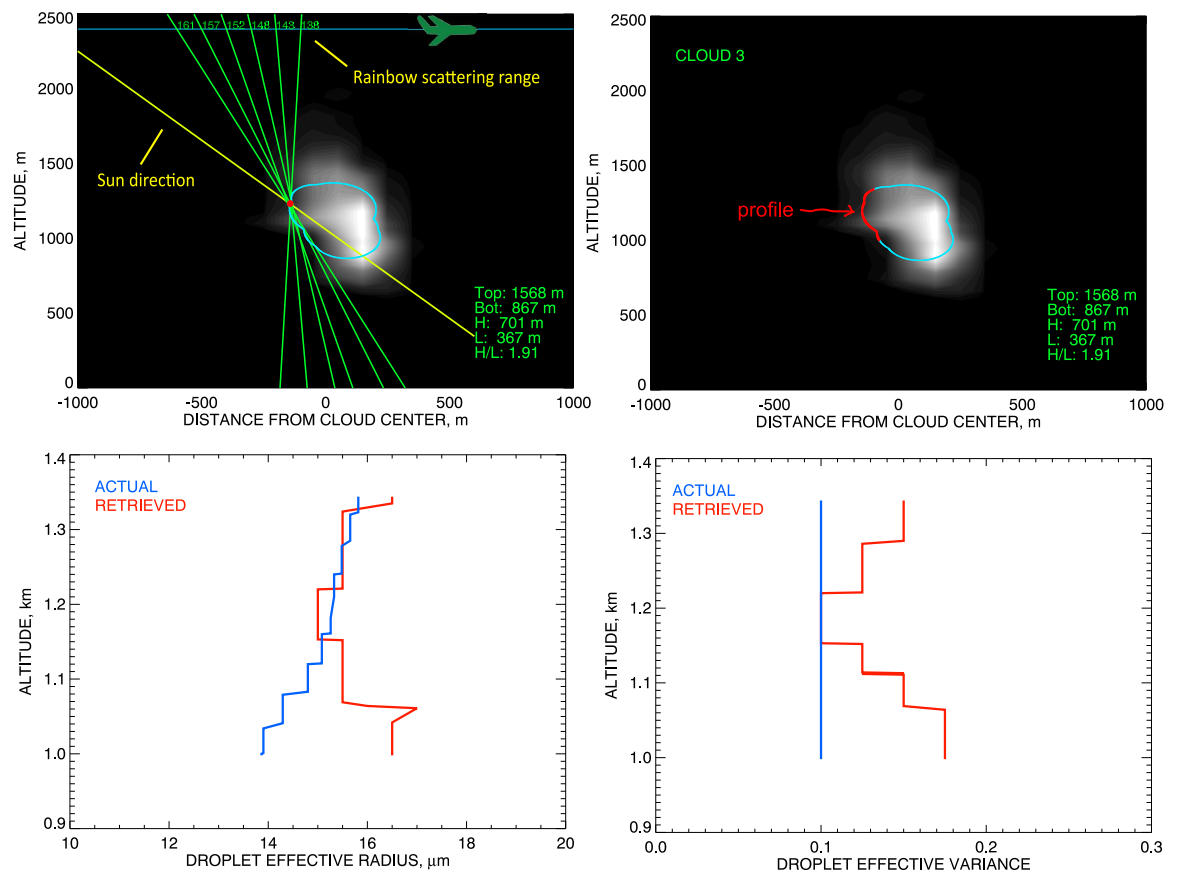 2500
2000
1500
1000
500
0
ALTITUDE, m
161 157 152 148 143 138
Rainbow scattering range
Sun direction
Top: 1568 m
Bot: 867 m
H: 701 m
L: 367 m
H/L: 1.91
-1000 -500 0 500 1000
DISTANCE FROM CLOUD CENTER, m
2500
2000
1500
1000
500
0
ALTITUDE, m
CLOUD 3
profile
Top: 1568 m
Bot: 867 m
H: 701 m
L: 367 m
H/L: 1.91
-1000 -500 0 500 1000
DISTANCE FROM CLOUD CENTER, m
1.4
1.3
1.2
1.1
1.0
0.9
ALTITUDE, km
ACTUAL
RETRIEVED
10 12 14 16 18 20
DROPLET EFFECTIVE RADIUS, μm
1.4
1.3
1.2
1.1
1.0
0.9
ALTITUDE, km
ACTUAL
RETRIEVED
0.0 0.1 0.2 0.3
DROPLET EFFECTIVE VARIANCE